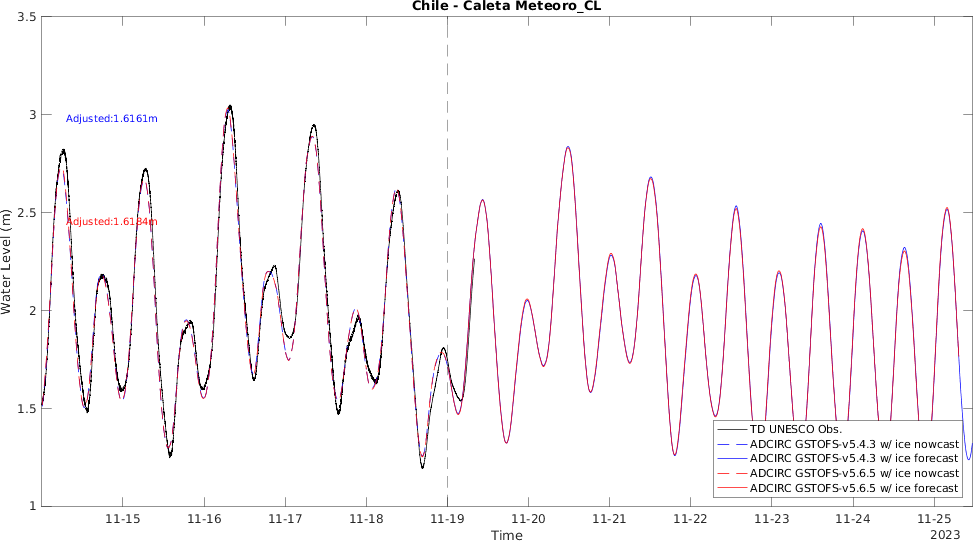 Chile - Caleta Meteoro_CL
3.5
3
2.5
2
1.5
1
Water Level (m)
Adjusted:1.6161m
Adjusted:1.6184m
TD UNESCO Obs.
ADCIRC GSTOFS-v5.4.3 w/ ice nowcast
ADCIRC GSTOFS-v5.4.3 w/ ice forecast
ADCIRC GSTOFS-v5.6.5 w/ ice nowcast
ADCIRC GSTOFS-v5.6.5 w/ ice forecast
11-15 11-16 11-17 11-18 11-19 11-20 11-21 11-22 11-23 11-24 11-25
2023
Time